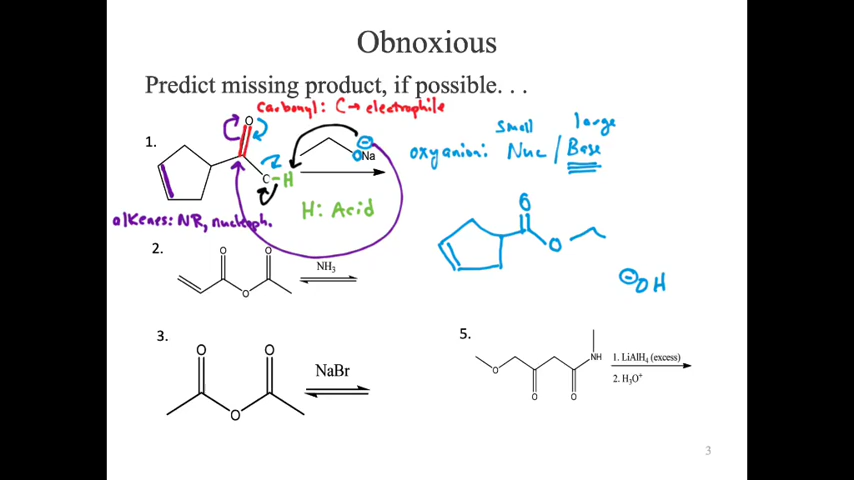 Obnoxious
Predict missing product, if possible. . .
carbonyl: C → electrophile
1.
O
C-H
ONa
H: Acid
alkenes: NR, nucleoph.
small large
oxyanion: Nuc / Base
O
O
⊖OH
2.
O O
O
NH3
3.
O O
O
NaBr
5.
O
NH
O O
1. LiAlH4 (excess)
2. H3O+
3